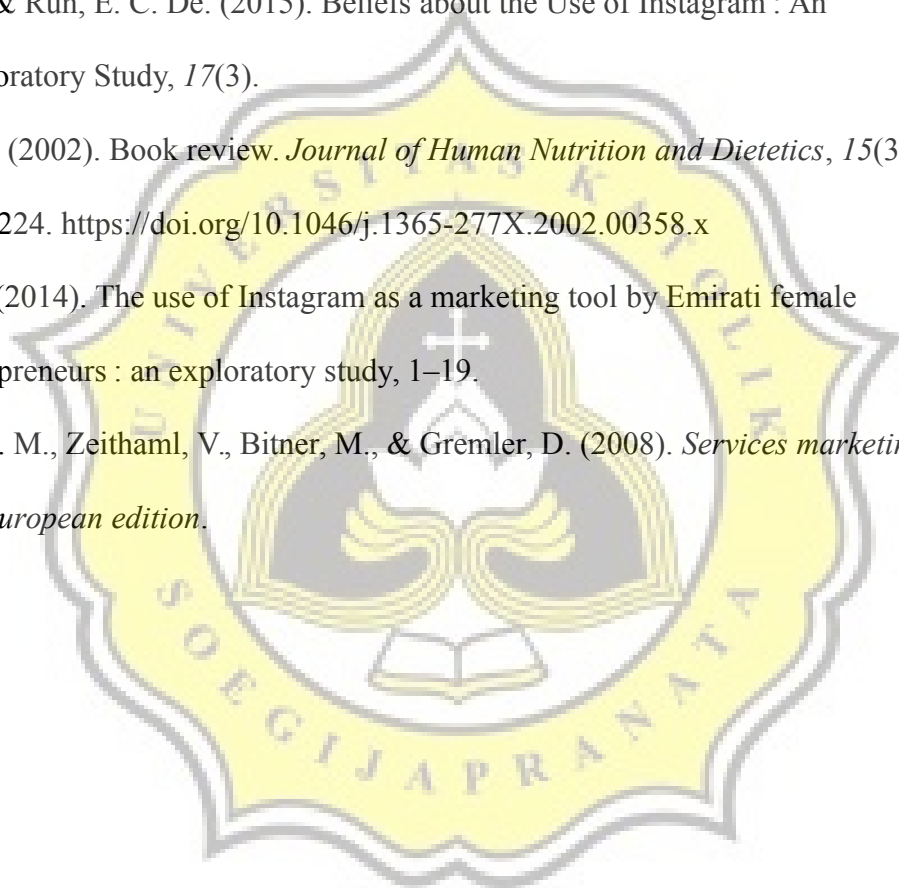 & Run, E. C. De. (2015). Beliefs about the Use of Instagram : An
oratory Study, 17(3).
(2002). Book review. Journal of Human Nutrition and Dietetics, 15(3
224. https://doi.org/10.1046/j.1365-277X.2002.00358.x
(2014). The use of Instagram as a marketing tool by Emirati female
preneurs : an exploratory study, 1–19.
. M., Zeithaml, V., Bitner, M., & Gremler, D. (2008). Services marketin
uropean edition.
UNIVERSITAS KATOLIK
SOEGIJAPRANATA